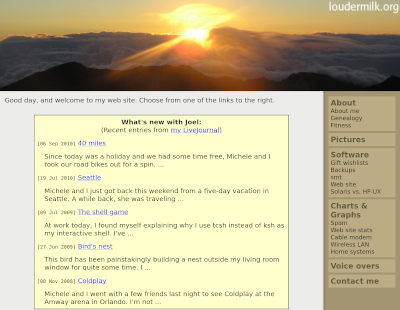 loudermilk.org
Good day, and welcome to my web site. Choose from one of the links to the right.
What's new with Joel:
(Recent entries from my LiveJournal)
[06 Sep 2010] 40 miles
Since today was a holiday and we had some time free, Michelle and I
took our road bikes out for a spin. ...
[19 Jul 2010] Seattle
Michelle and I just got back this weekend from a five-day vacation in
Seattle. A while back, she was traveling ...
[09 Jul 2009] The shell game
At work today, I found myself explaining why I use tcsh instead of ksh as
my interactive shell. I've ...
[27 Jun 2009] Bird's nest
This bird has been painstakingly building a nest outside my living room
window for quite some time. I ...
[08 Nov 2008] Coldplay
Michelle and I went with a few friends last night to see Coldplay at the
Amway arena in Orlando. I'm not ...
About
About me
Genealogy
Fitness
Pictures
Software
Gift wishlists
Backups
smt
Web site
Solaris vs. HP-UX
Charts &
Graphs
Spam
Web site stats
Cable modem
Wireless LAN
Home systems
Voice overs
Contact me